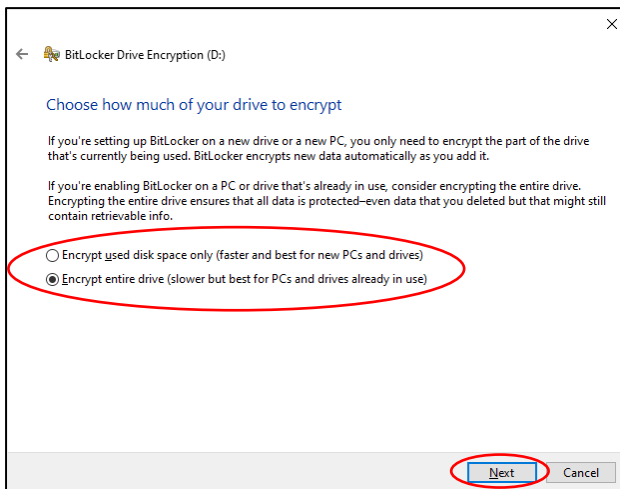 BitLocker Drive Encryption (D:)
Choose how much of your drive to encrypt
If you're setting up BitLocker on a new drive or a new PC, you only need to encrypt the part of the drive
that's currently being used. BitLocker encrypts new data automatically as you add it.
If you're enabling BitLocker on a PC or drive that's already in use, consider encrypting the entire drive.
Encrypting the entire drive ensures that all data is protected–even data that you deleted but that might still
contain retrievable info.
Encrypt used disk space only (faster and best for new PCs and drives)
Encrypt entire drive (slower but best for PCs and drives already in use)
Next Cancel